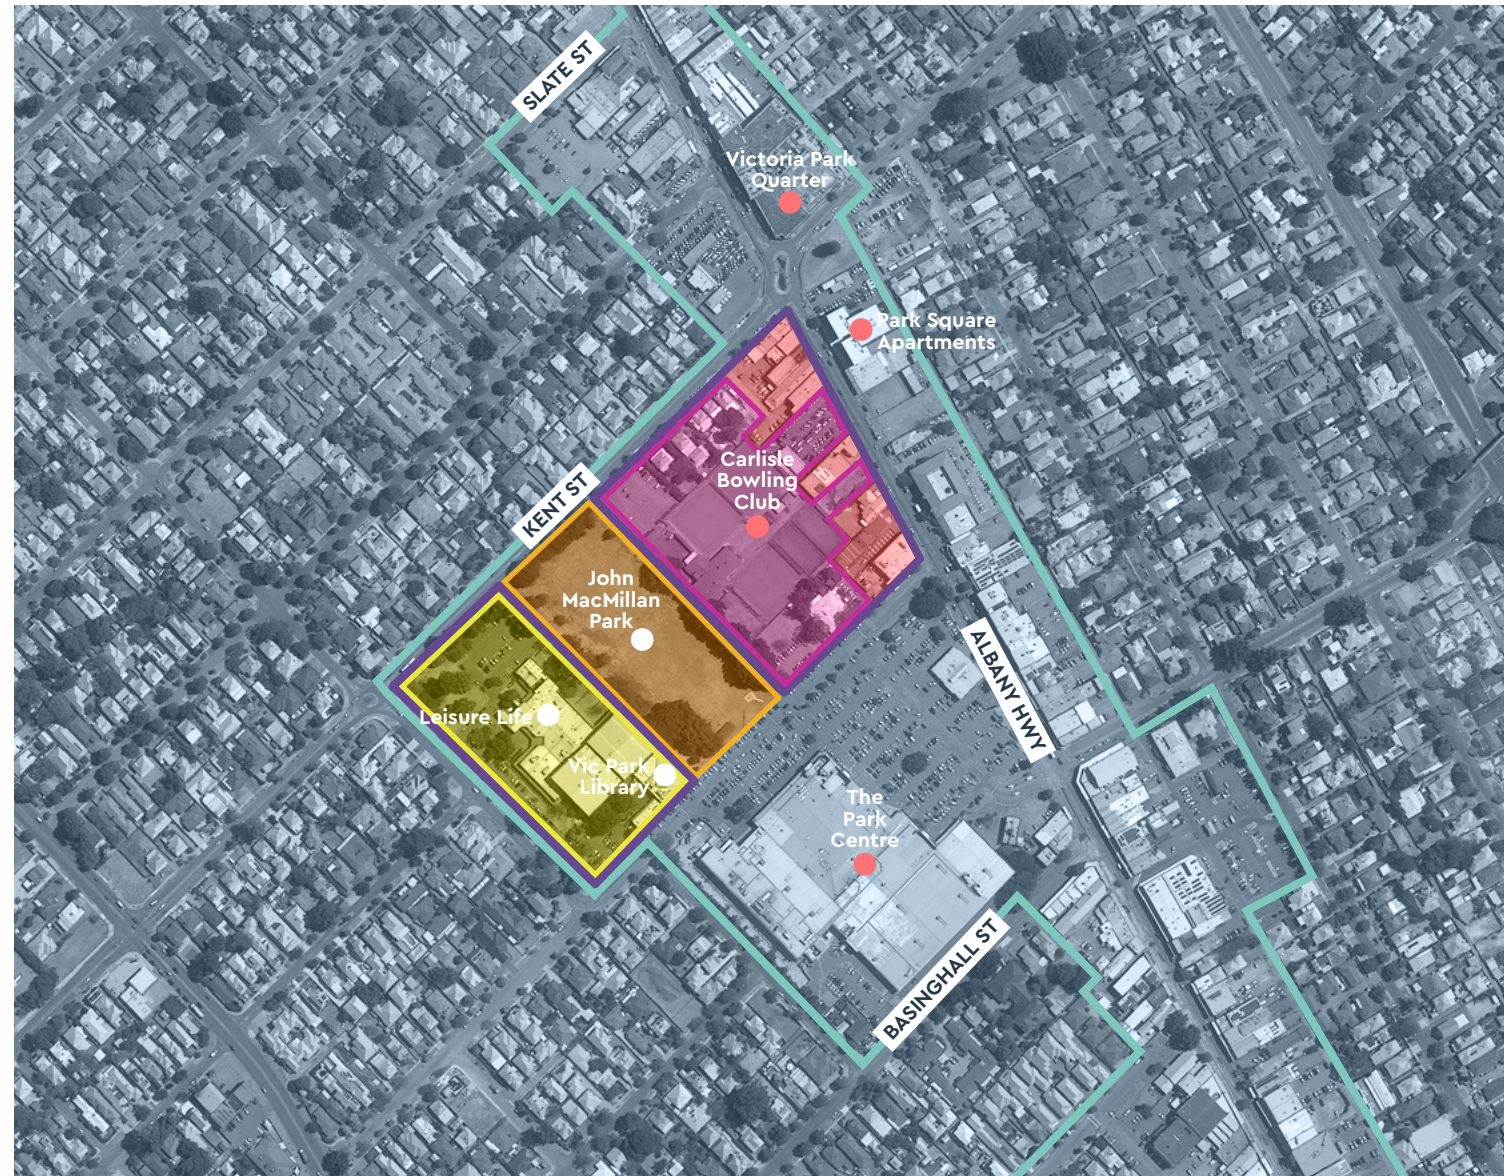 SLATE ST
Victoria Park
Quarter
Park Square
Apartments
Carlisle
Bowling
Club
KENT ST
John
MacMillan
Park
ALBANY HWY
Leisure Life
Vic Park
Library
The
Park
Centre
BASINGHALL ST